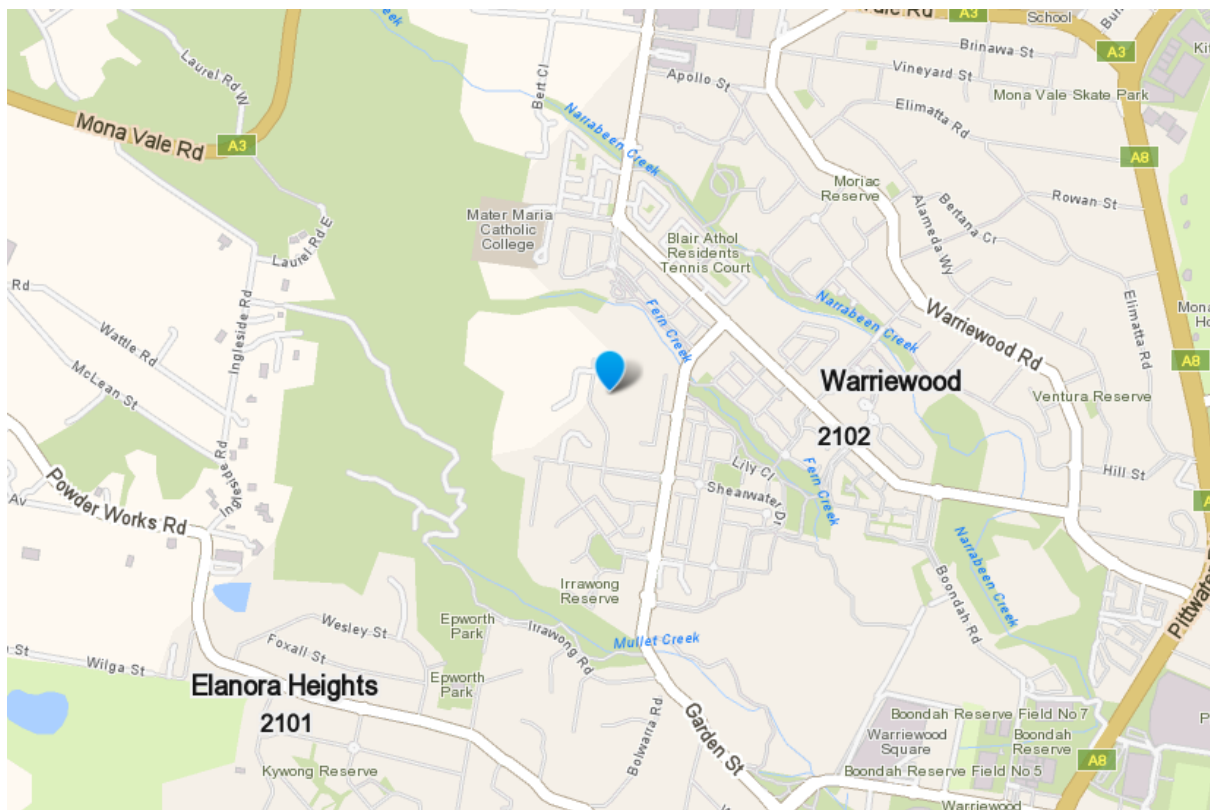 Vale Rd
A3
School
A3
Brinawa St
Vineyard St
Mona Vale Skate Park
Apollo St
Elimatta Rd
Laurel Rd W
Bert Cl
Narrabeen Creek
Mona Vale Rd
A3
A8
Moriac
Reserve
Rowan St
Bertana Cr
Alameda Wy
Laurel Rd E
Mater Maria
Catholic
College
Blair Athol
Residents
Tennis Court
Rd
Ingleside Rd
Wattle Rd
McLean St
Fern Creek
Narrabeen Creek
Warriewood Rd
Elimatta Rd
Mona
A8
Warriewood
2102
Ventura Reserve
Ingleside Rd
Powder Works Rd
Av
Lily Cl
Shearwater Dr
Fern Creek
Hill St
Narrabeen Creek
Boondah Rd
Irrawong
Reserve
Epworth
Park
Irrawong Rd
Mullet Creek
Wesley St
Foxall St
Wilga St
St
Epworth
Park
Elanora Heights
2101
Kywong Reserve
Bolwarra Rd
Garden St
Pittwater
Boondah Reserve Field No 7
Warriewood
Square
Boondah
Reserve
Boondah Reserve Field No 5
A8
Warriewood